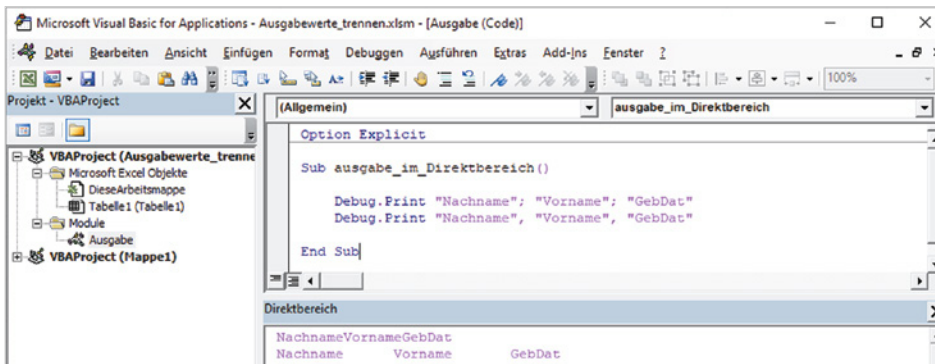 Microsoft Visual Basic for Applications - Ausgabewerte_trennen.xlsm - [Ausgabe (Code)]
Datei Bearbeiten Ansicht Einfügen Format Debuggen Ausführen Extras Add-Ins Fenster ?
100%
Projekt - VBAProject
(Allgemein)
ausgabe_im_Direktbereich
VBAProject (Ausgabewerte_trenne
Microsoft Excel Objekte
DieseArbeitsmappe
Tabelle1 (Tabelle1)
Module
Ausgabe
VBAProject (Mappe1)
Option Explicit
Sub ausgabe_im_Direktbereich()
Debug.Print "Nachname"; "Vorname"; "GebDat"
Debug.Print "Nachname", "Vorname", "GebDat"
End Sub
Direktbereich
NachnameVornameGebDat
Nachname Vorname GebDat